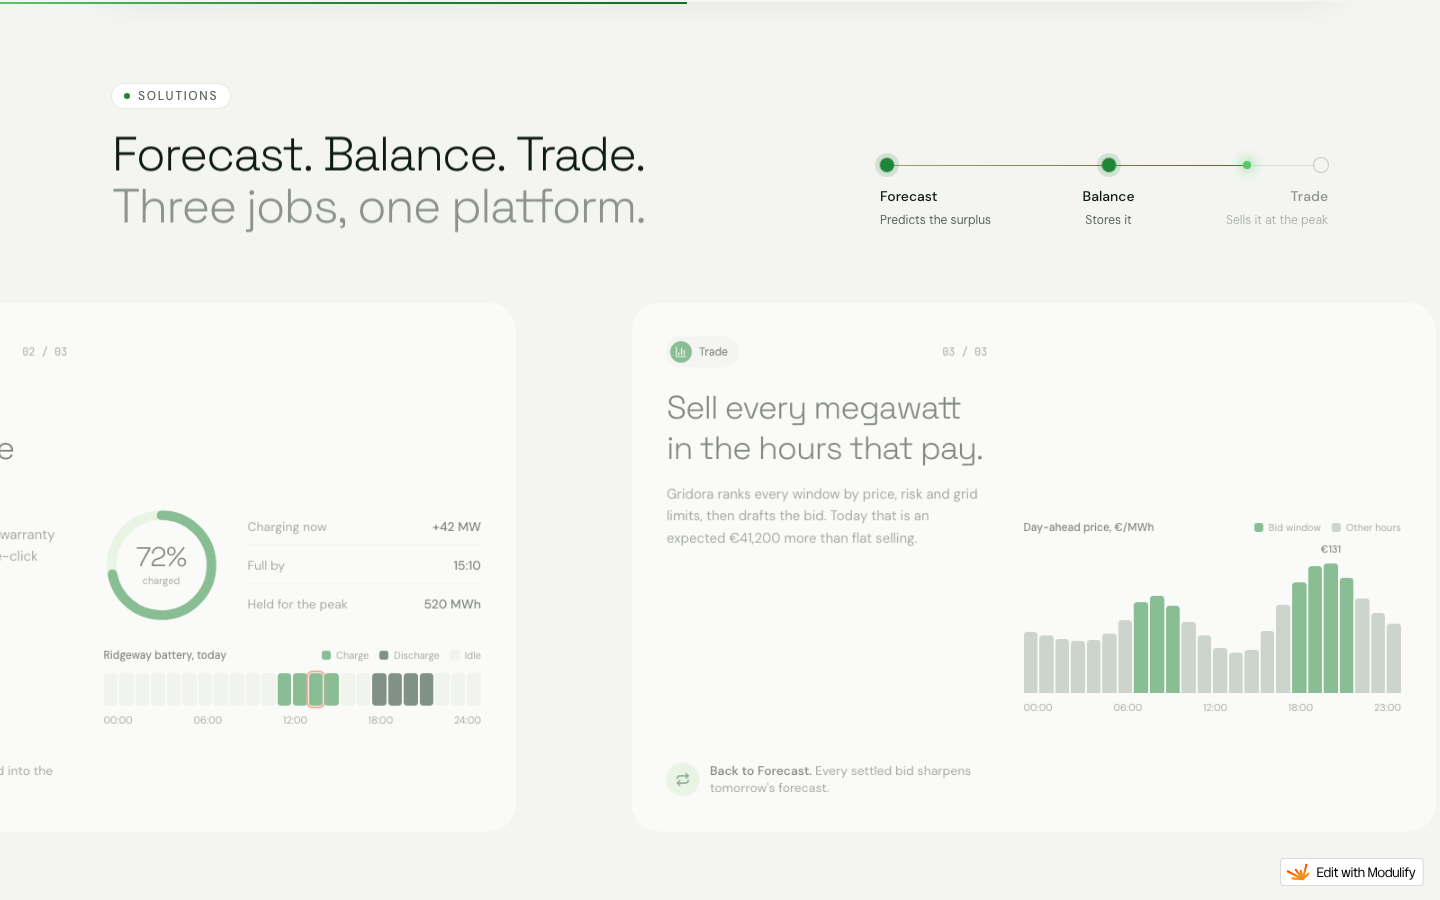 SOLUTIONS
Forecast. Balance. Trade.
Three jobs, one platform.
Forecast
Balance
Trade
Predicts the surplus
Stores it
Sells it at the peak
02 / 03
e
warranty
e-click
72%
charged
Charging now
+42 MW
Full by
15:10
Held for the peak
520 MWh
Ridgeway battery, today
Charge
Discharge
Idle
00:00
06:00
12:00
18:00
24:00
d into the
Trade
03 / 03
Sell every megawatt
in the hours that pay.
Gridora ranks every window by price, risk and grid
limits, then drafts the bid. Today that is an
expected €41,200 more than flat selling.
Day-ahead price, €/MWh
Bid window
Other hours
€131
00:00
06:00
12:00
18:00
23:00
Back to Forecast. Every settled bid sharpens
tomorrow's forecast.
Edit with Modulify